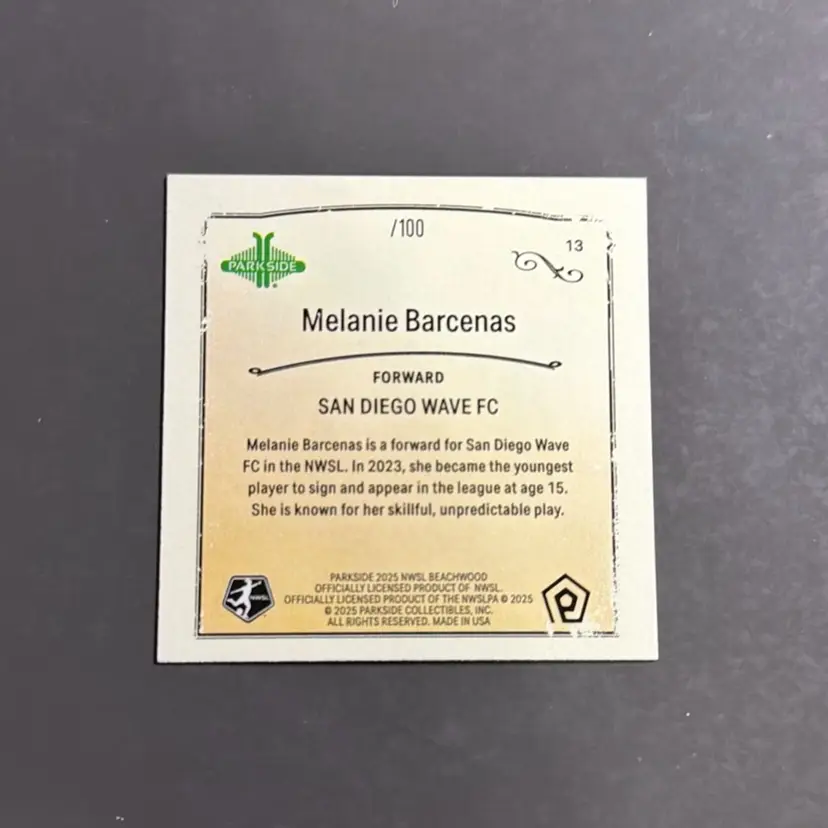 /100
13
PARKSIDE
Melanie Barcenas
FORWARD
SAN DIEGO WAVE FC
Melanie Barcenas is a forward for San Diego Wave
FC in the NWSL. In 2023, she became the youngest
player to sign and appear in the league at age 15.
She is known for her skillful, unpredictable play.
PARKSIDE 2025 NWSL BEACHWOOD
OFFICIALLY LICENSED PRODUCT OF NWSL.
OFFICIALLY LICENSED PRODUCT OF THE NWSLPA © 2025
© 2025 PARKSIDE COLLECTIBLES, INC.
ALL RIGHTS RESERVED. MADE IN USA
NWSL